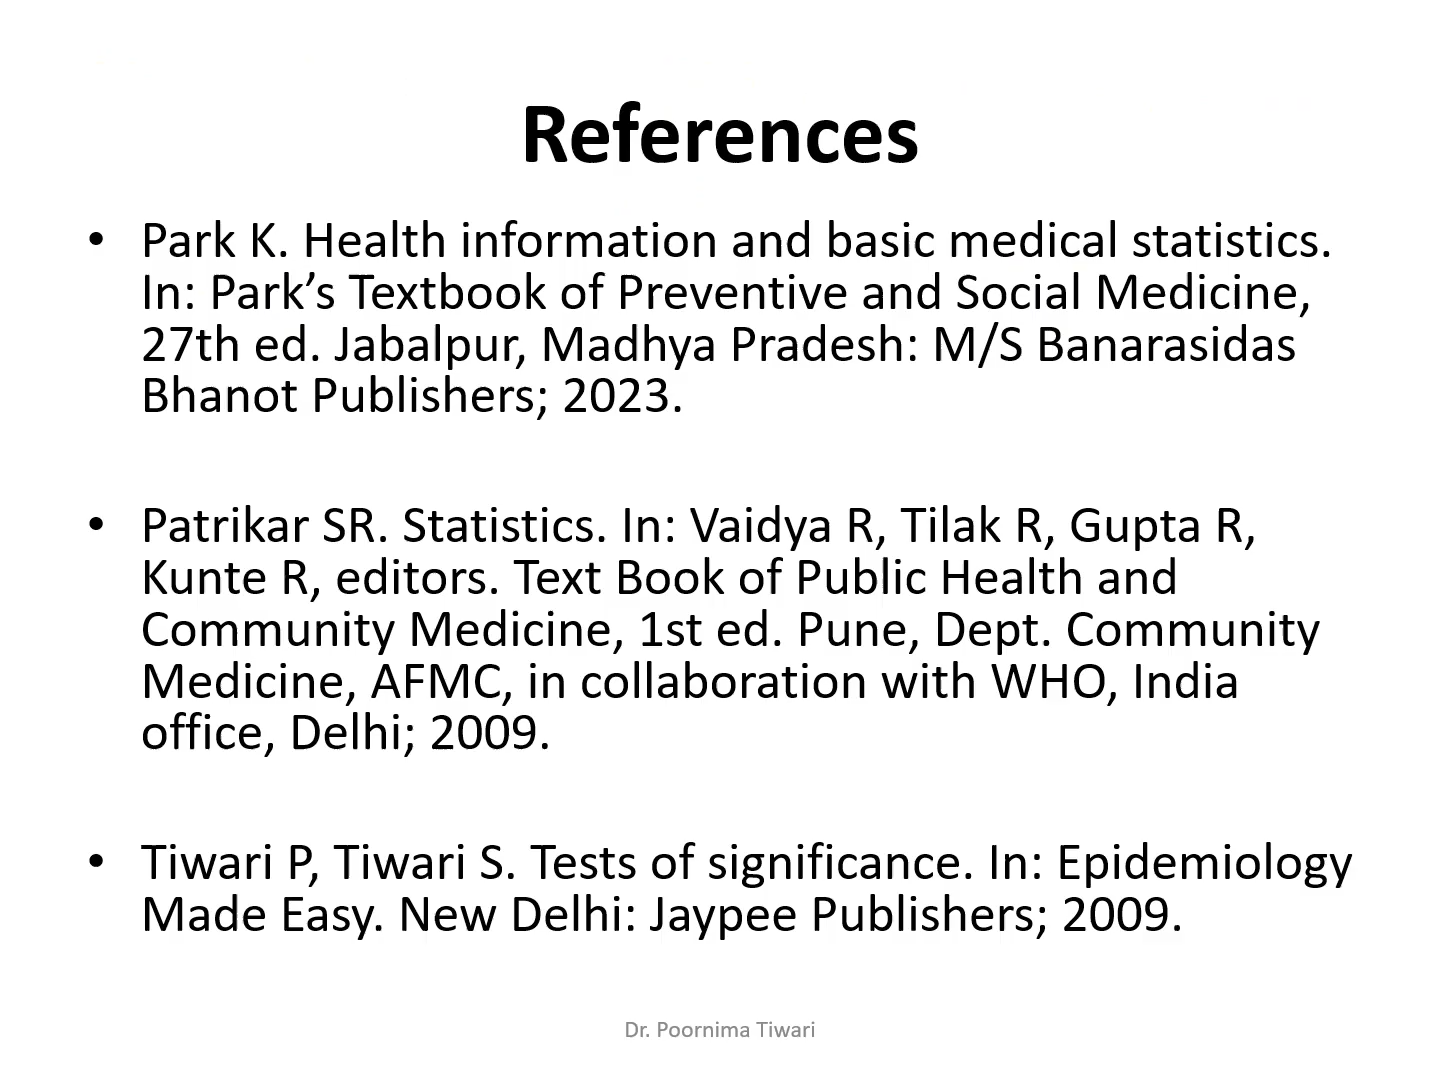 References
• Park K. Health information and basic medical statistics.
In: Park’s Textbook of Preventive and Social Medicine,
27th ed. Jabalpur, Madhya Pradesh: M/S Banarasidas
Bhanot Publishers; 2023.
• Patrikar SR. Statistics. In: Vaidya R, Tilak R, Gupta R,
Kunte R, editors. Text Book of Public Health and
Community Medicine, 1st ed. Pune, Dept. Community
Medicine, AFMC, in collaboration with WHO, India
office, Delhi; 2009.
• Tiwari P, Tiwari S. Tests of significance. In: Epidemiology
Made Easy. New Delhi: Jaypee Publishers; 2009.
Dr. Poornima Tiwari